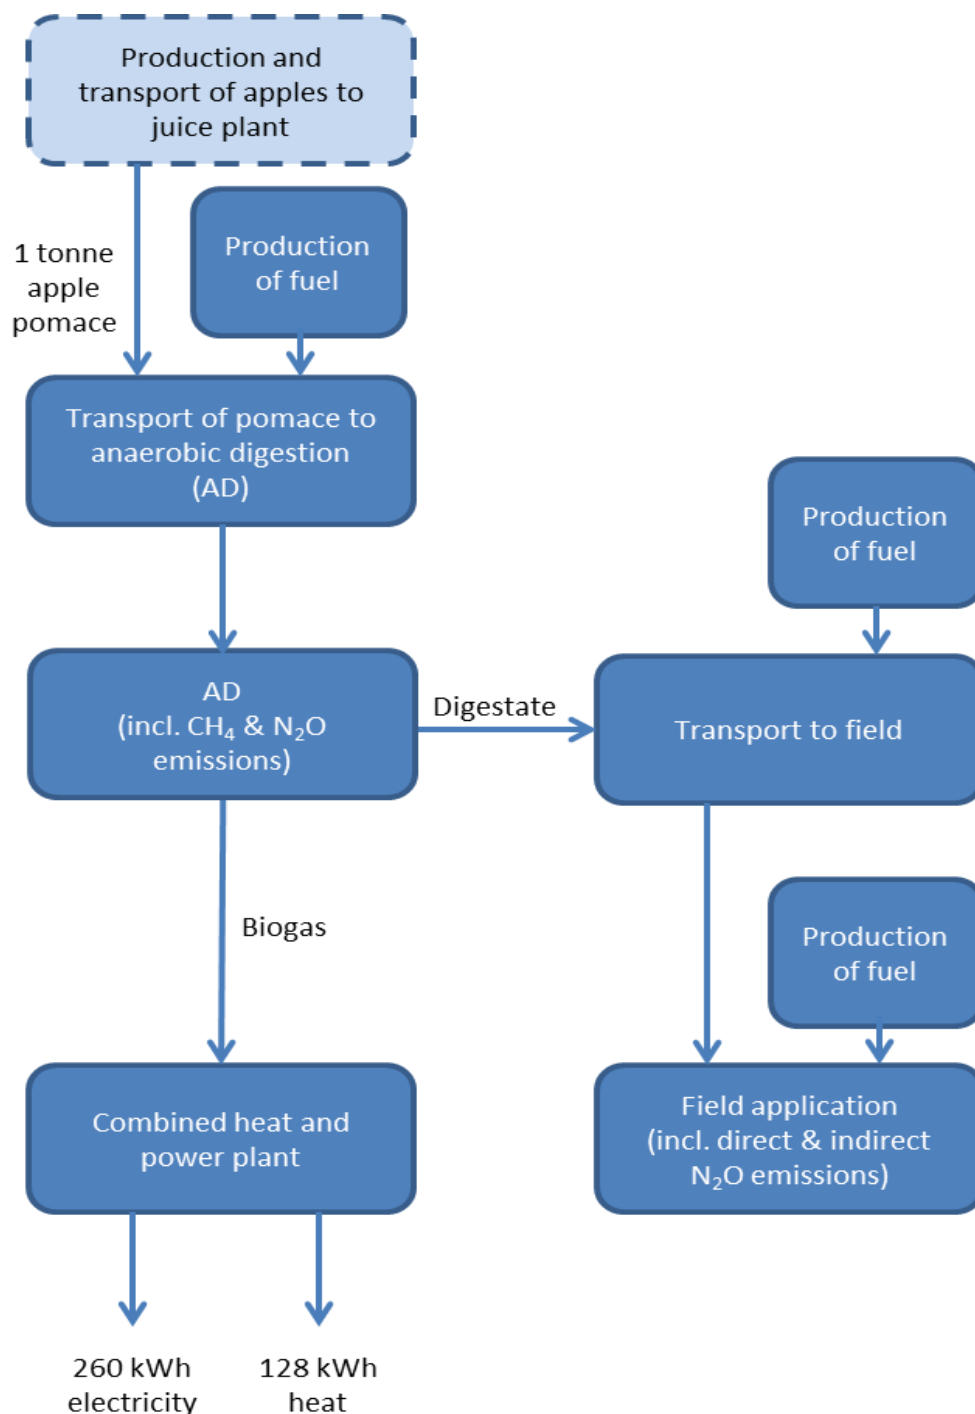 Production and
transport of apples to
juice plant
1 tonne
apple
pomace
Production
of fuel
Transport of pomace to
anaerobic digestion
(AD)
Production
of fuel
AD
(incl. CH₄ & N₂O
emissions)
Digestate
Transport to field
Biogas
Production
of fuel
Combined heat and
power plant
Field application
(incl. direct & indirect
N₂O emissions)
260 kWh
electricity
128 kWh
heat